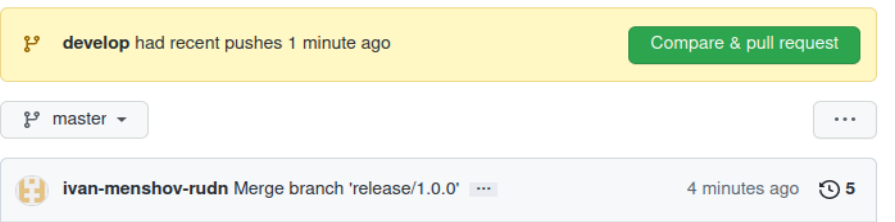 develop had recent pushes 1 minute ago
Compare & pull request
master
...
ivan-menshov-rudn Merge branch 'release/1.0.0' ...
4 minutes ago 5